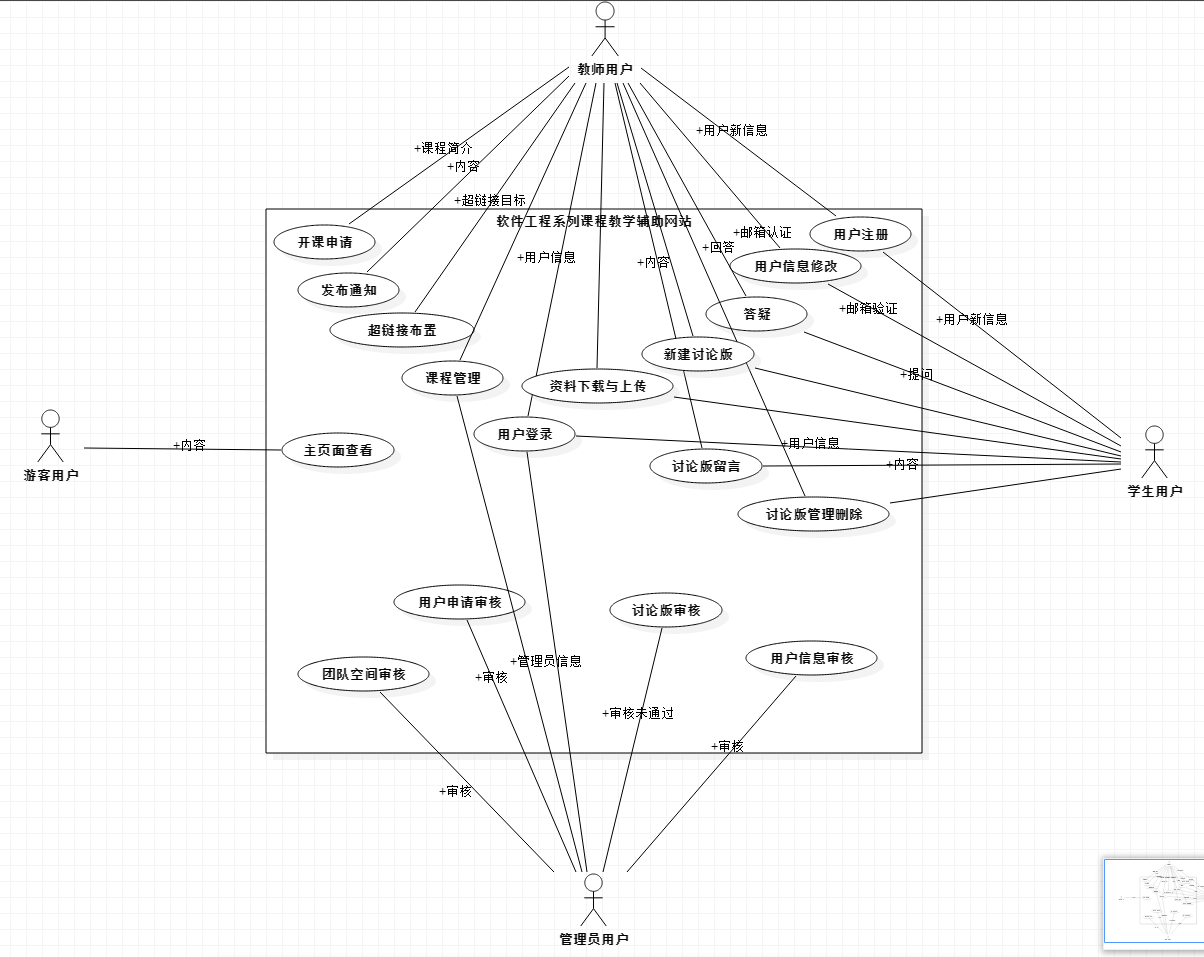 教师用户
+用户新信息
+课程简介
+内容
+超链接目标
软件工程系列课程教学辅助网站
+邮箱认证
用户注册
开课申请
+回答
+用户信息
+内容
用户信息修改
发布通知
+邮箱验证
答疑
+用户新信息
超链接布置
新建讨论版
+提问
课程管理
资料下载与上传
用户登录
+用户信息
+内容
主页面查看
讨论版留言
+内容
游客用户
学生用户
讨论版管理删除
用户申请审核
讨论版审核
+管理员信息
用户信息审核
团队空间审核
+审核
+审核未通过
+审核
+审核
管理员用户